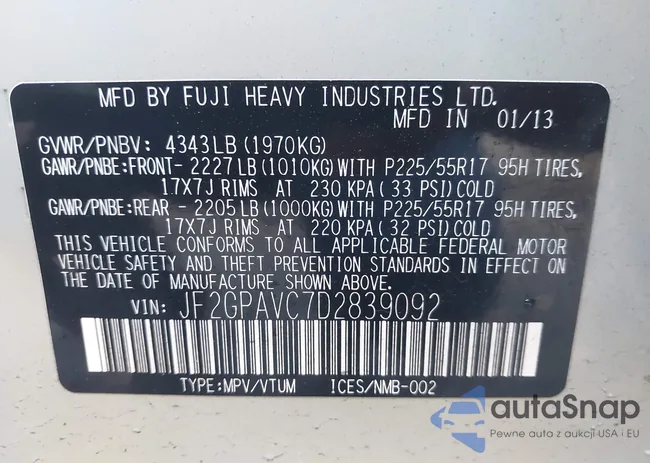 MFD BY FUJI HEAVY INDUSTRIES LTD.
MFD IN 01/13
GVWR/PNBV: 4343LB (1970KG)
GAWR/PNBE:FRONT- 2227LB (1010KG) WITH P225/55R17 95H TIRES,
17X7J RIMS AT 230 KPA (33 PSI) COLD
GAWR/PNBE:REAR - 2205LB (1000KG) WITH P225/55R17 95H TIRES,
17X7J RIMS AT 220 KPA (32 PSI) COLD
THIS VEHICLE CONFORMS TO ALL APPLICABLE FEDERAL MOTOR
VEHICLE SAFETY AND THEFT PREVENTION STANDARDS IN EFFECT ON
THE DATE OF MANUFACTURE SHOWN ABOVE.
VIN: JF2GPAVC7D2839092
TYPE:MPV/VTUM ICES/NMB-002
autaSnap
Pewne auta z aukcji USA i EU